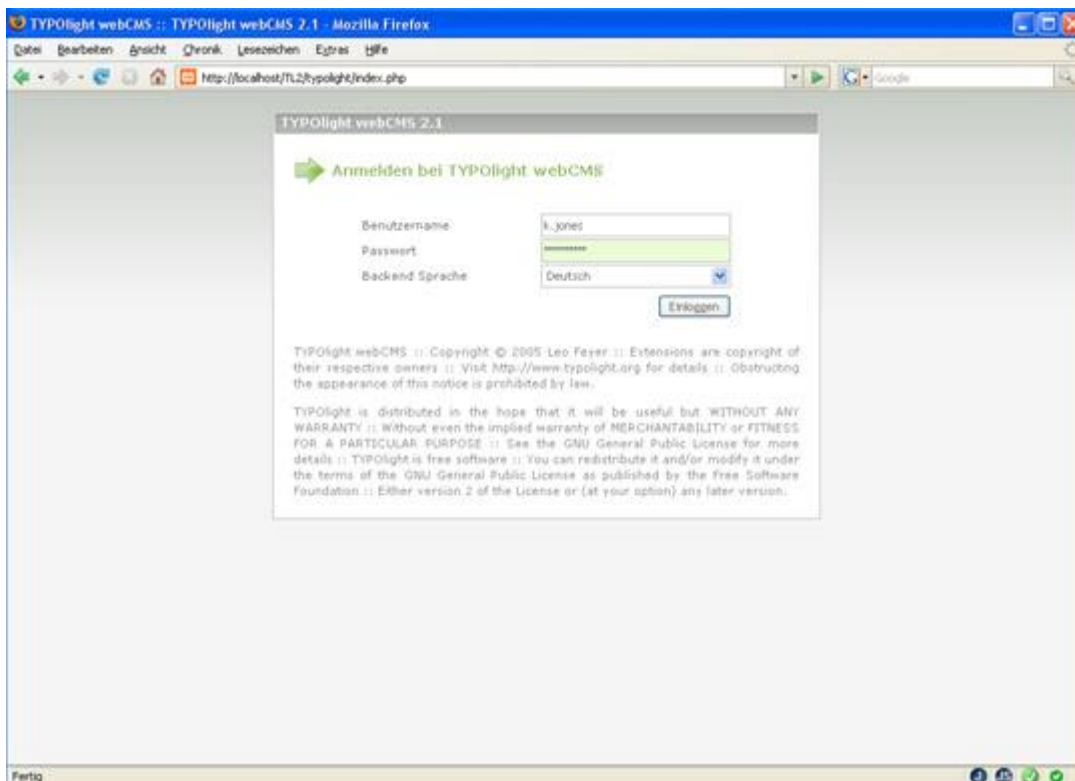 TYPOlight webCMS :: TYPOlight webCMS 2.1 - Mozilla Firefox
Datei Bearbeiten Ansicht Chronik Lesezeichen Extras Hilfe
http://localhost/TL2/typolight/index.php
Google
TYPOlight webCMS 2.1
Anmelden bei TYPOlight webCMS
Benutzername k.jones
Passwort **********
Backend Sprache Deutsch
Einloggen
TYPOlight webCMS :: Copyright © 2005 Leo Feyer :: Extensions are copyright of
their respective owners :: Visit http://www.typolight.org for details :: Obstructing
the appearance of this notice is prohibited by law.
TYPOlight is distributed in the hope that it will be useful but WITHOUT ANY
WARRANTY :: Without even the implied warranty of MERCHANTABILITY or FITNESS
FOR A PARTICULAR PURPOSE :: See the GNU General Public License for more
details :: TYPOlight is free software :: You can redistribute it and/or modify it under
the terms of the GNU General Public License as published by the Free Software
Foundation :: Either version 2 of the License or (at your option) any later version.
Fertig